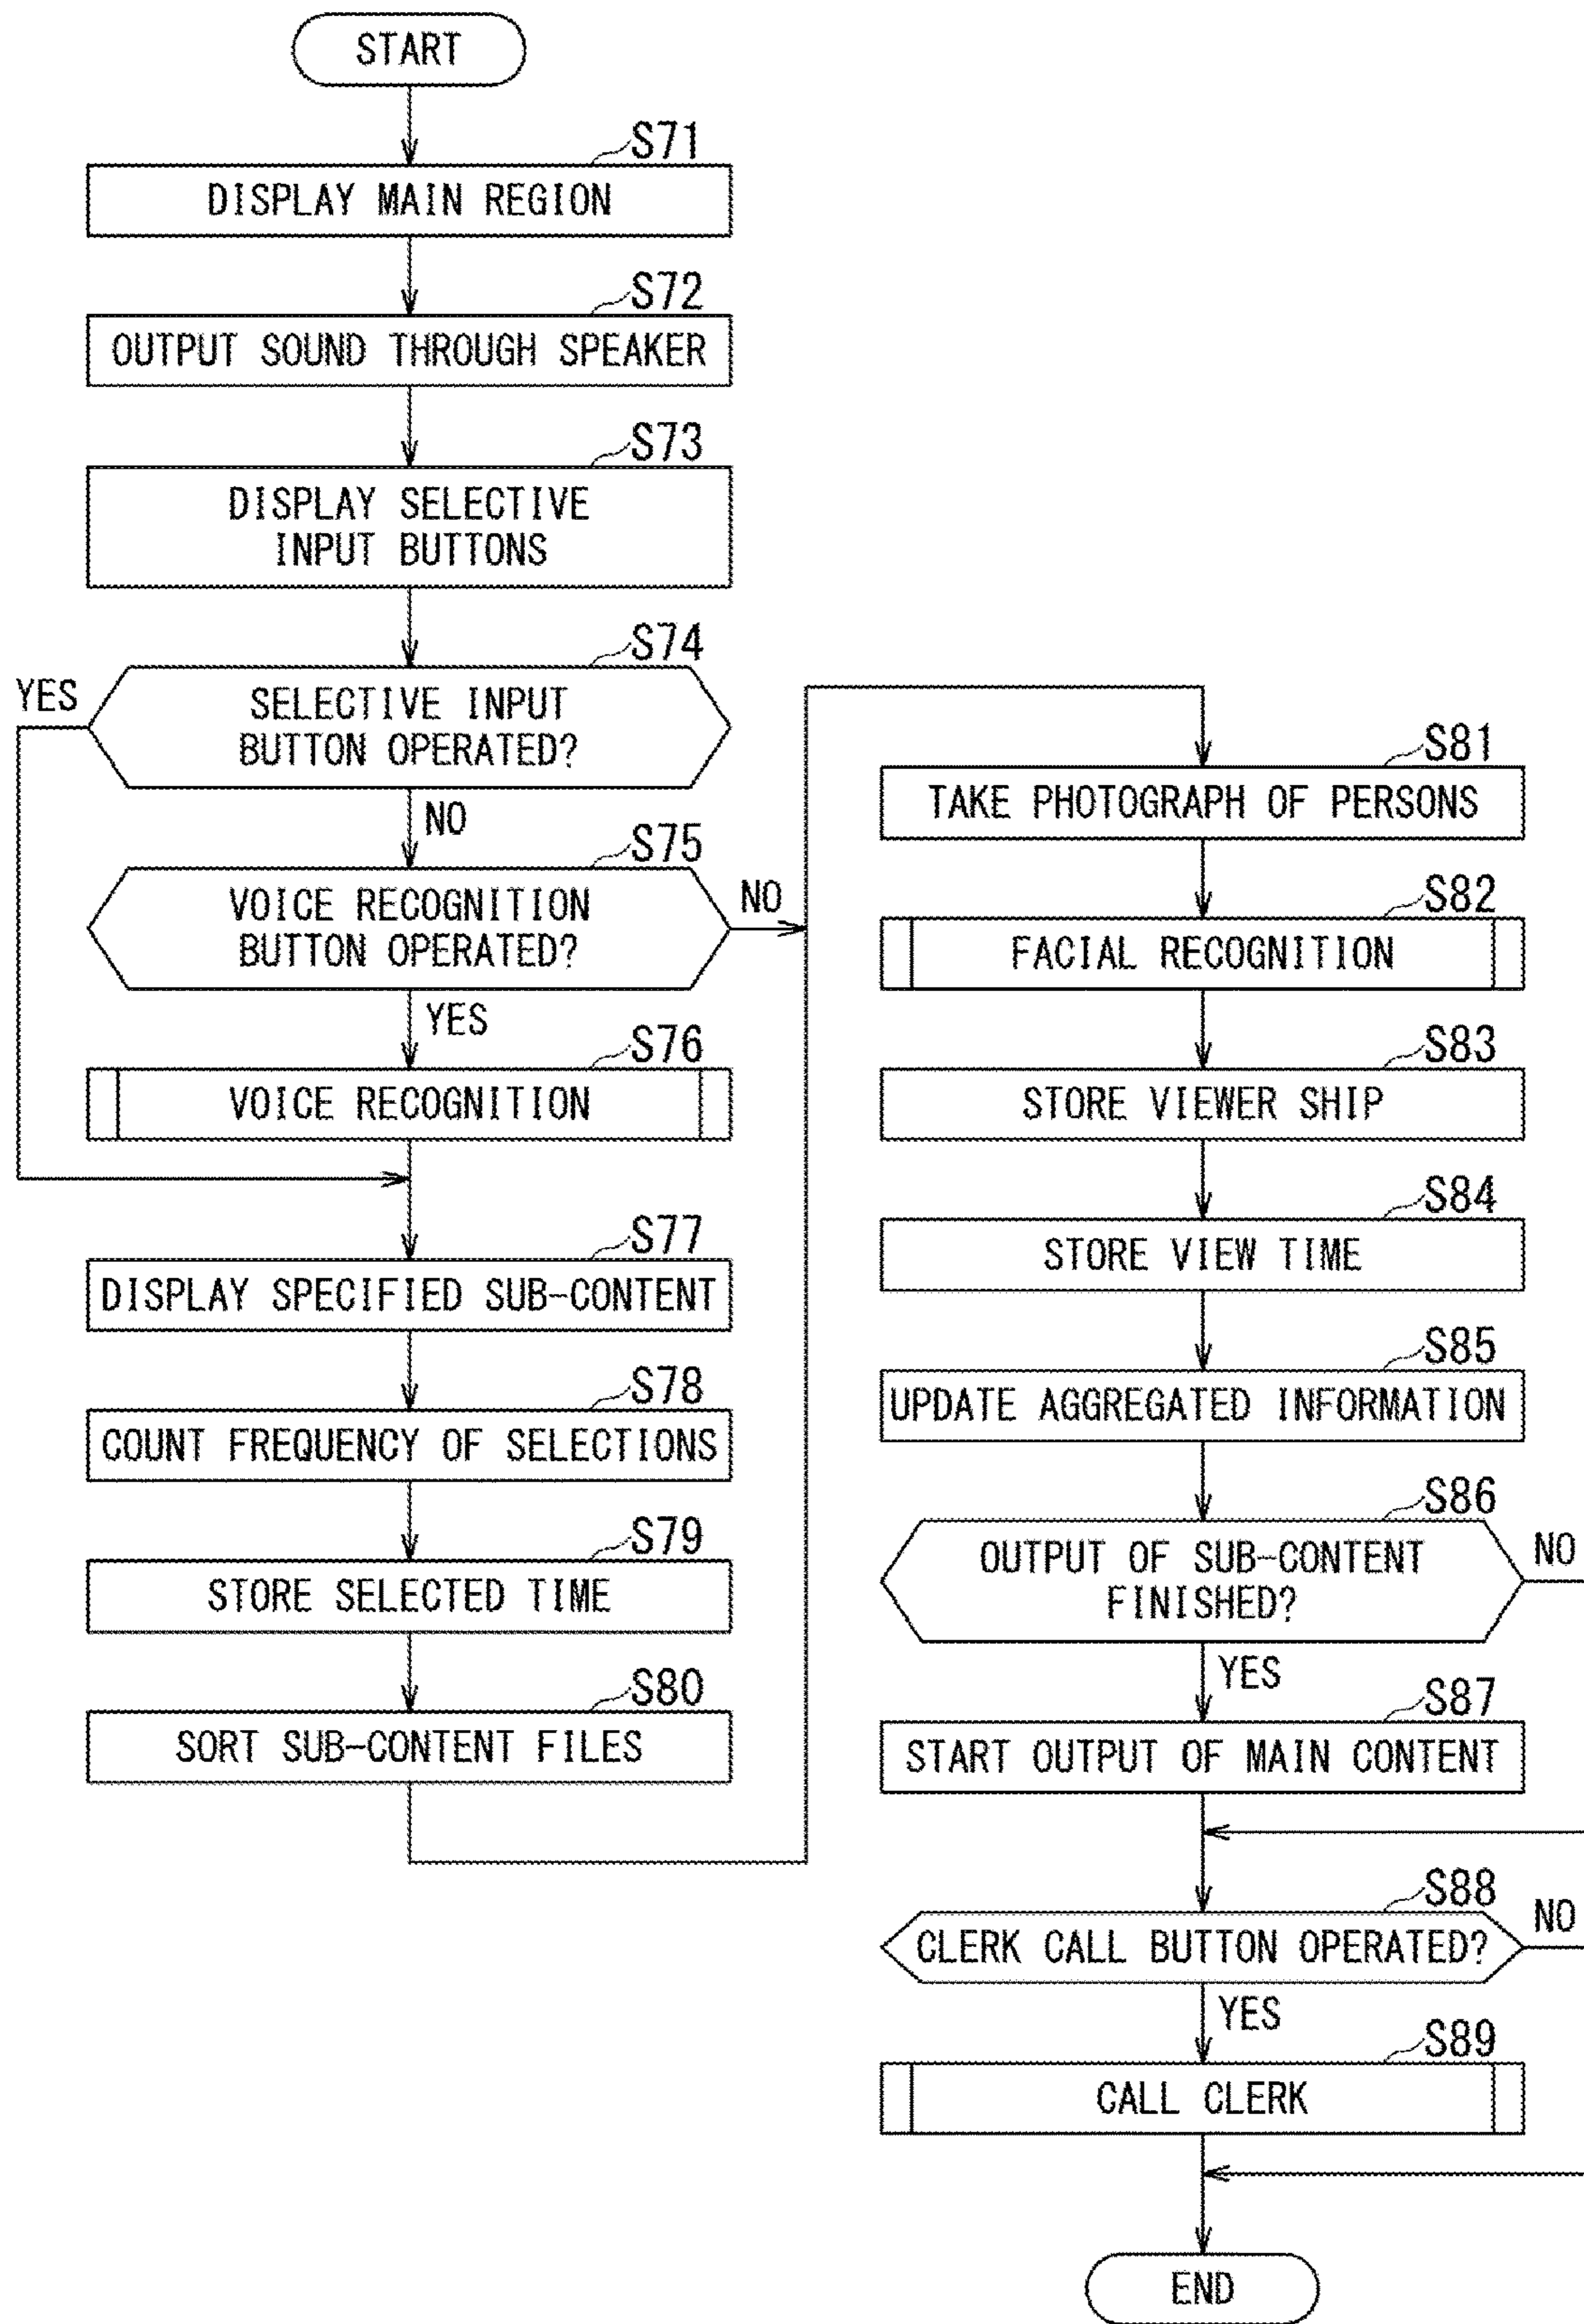 START
S71
DISPLAY MAIN REGION
S72
OUTPUT SOUND THROUGH SPEAKER
S73
DISPLAY SELECTIVE
INPUT BUTTONS
S74
YES
SELECTIVE INPUT
BUTTON OPERATED?
NO
S75
VOICE RECOGNITION
BUTTON OPERATED?
NO
YES
S76
VOICE RECOGNITION
S77
DISPLAY SPECIFIED SUB-CONTENT
S78
COUNT FREQUENCY OF SELECTIONS
S79
STORE SELECTED TIME
S80
SORT SUB-CONTENT FILES
S81
TAKE PHOTOGRAPH OF PERSONS
S82
FACIAL RECOGNITION
S83
STORE VIEWER SHIP
S84
STORE VIEW TIME
S85
UPDATE AGGREGATED INFORMATION
S86
OUTPUT OF SUB-CONTENT
FINISHED?
NO
YES
S87
START OUTPUT OF MAIN CONTENT
S88
CLERK CALL BUTTON OPERATED?
NO
YES
S89
CALL CLERK
END